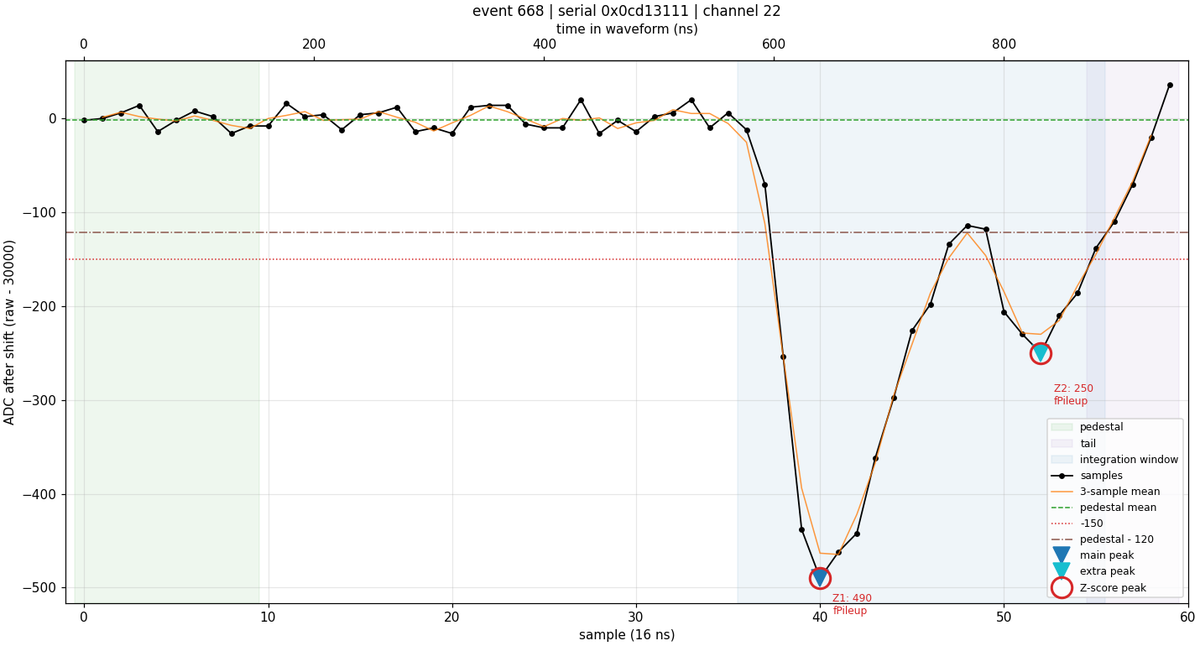 event 668 | serial 0x0cd13111 | channel 22
time in waveform (ns)
0 200 400 600 800
ADC after shift (raw - 30000)
0
−100
−200
−300
−400
−500
Z2: 250
fPileup
Z1: 490
fPileup
pedestal
tail
integration window
samples
3-sample mean
pedestal mean
-150
pedestal - 120
main peak
extra peak
Z-score peak
0 10 20 30 40 50 60
sample (16 ns)